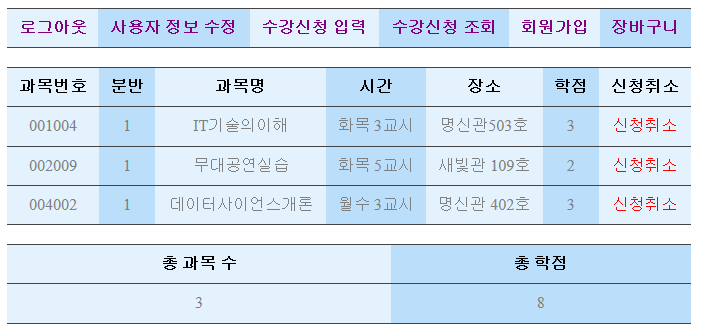 로그아웃 사용자 정보 수정 수강신청 입력 수강신청 조회 회원가입 장바구니
과목번호 분반 과목명 시간 장소 학점 신청취소
001004 1 IT기술의이해 화목 3교시 명신관503호 3 신청취소
002009 1 무대공연실습 화목 5교시 새빛관 109호 2 신청취소
004002 1 데이터사이언스개론 월수 3교시 명신관 402호 3 신청취소
총 과목 수 총 학점
3 8